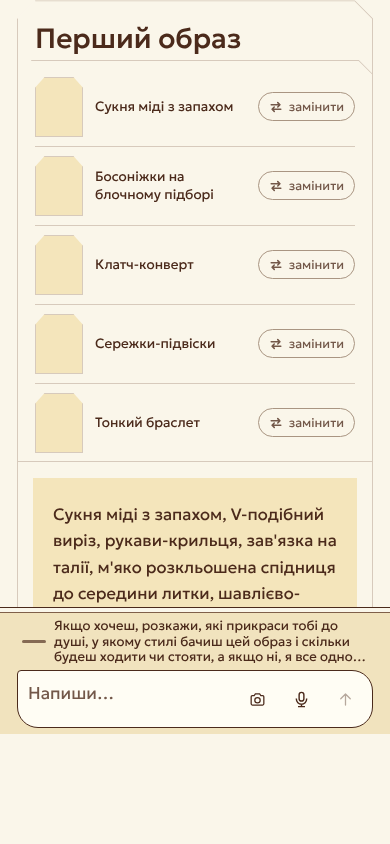 Перший образ
Сукня міді з запахом
замінити
Босоніжки на
блочному підборі
замінити
Клатч-конверт
замінити
Сережки-підвіски
замінити
Тонкий браслет
замінити
Сукня міді з запахом, V-подібний
виріз, рукави-крильця, зав'язка на
талії, м'яко розкльошена спідниця
до середини литки, шавлієво-
Якщо хочеш, розкажи, які прикраси тобі до
душі, у якому стилі бачиш цей образ і скільки
будеш ходити чи стояти, а якщо ні, я все одно…
Напиши…